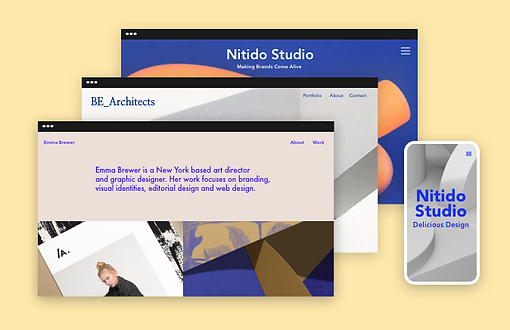 Nitido Studio
Making Brands Come Alive
BE_Architects
Portfolio About Contact
Emma Brewer
About Work
Emma Brewer is a New York based art director
and graphic designer. Her work focuses on branding,
visual identities, editorial design and web design.
IA.
Nitido
Studio
Delicious Design